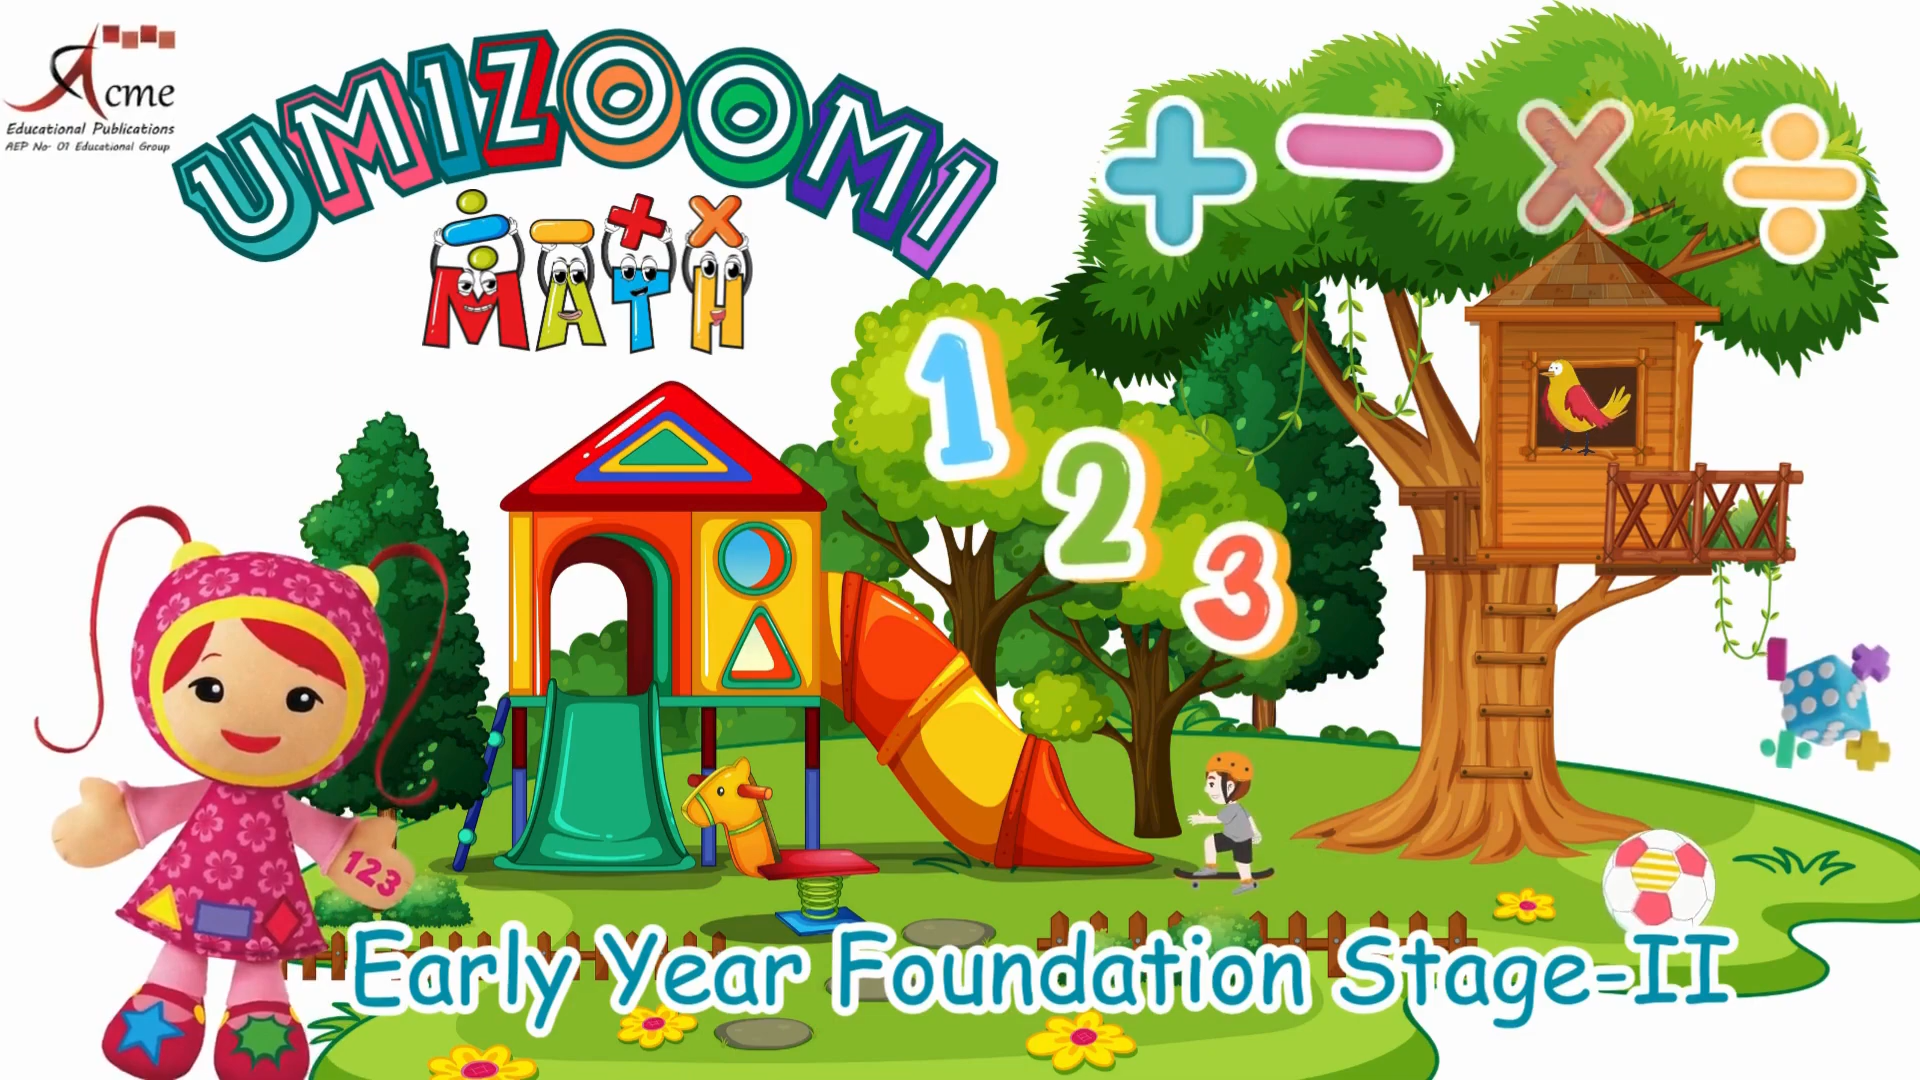 Acme
Educational Publications
AEP No- 01 Educational Group
UMIZOOMI
MATH
+ - × ÷
1
2
3
123
Early Year Foundation Stage-II